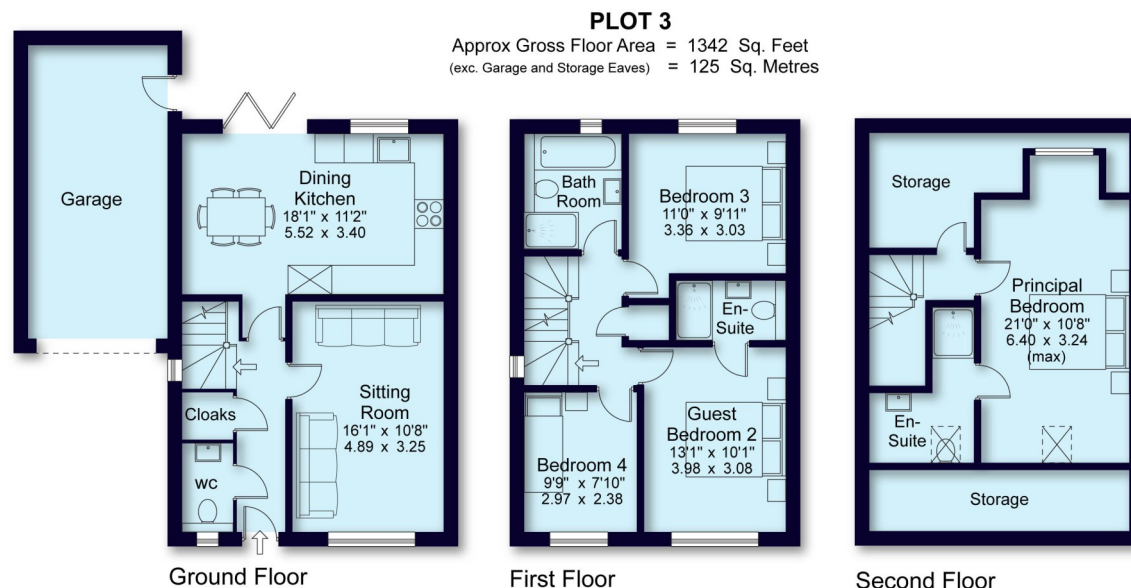 PLOT 3
Approx Gross Floor Area = 1342 Sq. Feet
(exc. Garage and Storage Eaves) = 125 Sq. Metres
Garage
Dining
Kitchen
18'1" x 11'2"
5.52 x 3.40
Cloaks
WC
Sitting
Room
16'1" x 10'8"
4.89 x 3.25
Ground Floor
Bath
Room
Bedroom 3
11'0" x 9'11"
3.36 x 3.03
En-
Suite
Guest
Bedroom 2
13'1" x 10'1"
3.98 x 3.08
Bedroom 4
9'9" x 7'10"
2.97 x 2.38
First Floor
Storage
Principal
Bedroom
21'0" x 10'8"
6.40 x 3.24
(max)
En-
Suite
Storage
Second Floor